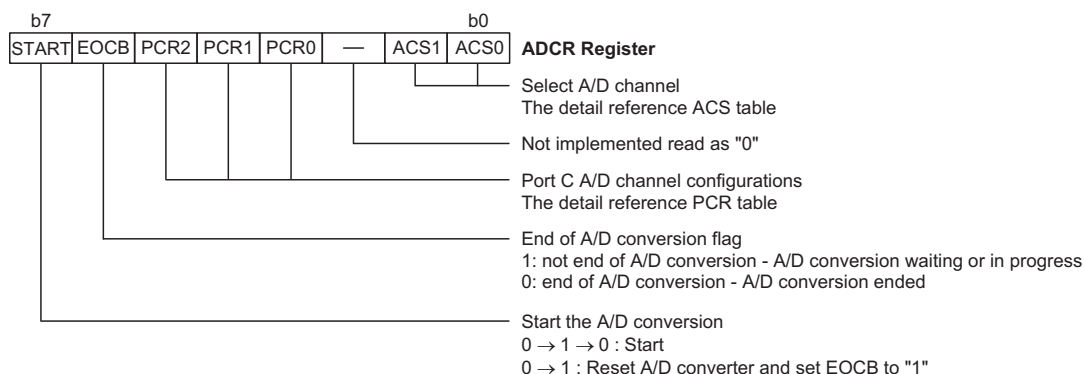 b7 b0
START EOCB PCR2 PCR1 PCR0 — ACS1 ACS0 ADCR Register
Select A/D channel
The detail reference ACS table
Not implemented read as "0"
Port C A/D channel configurations
The detail reference PCR table
End of A/D conversion flag
1: not end of A/D conversion - A/D conversion waiting or in progress
0: end of A/D conversion - A/D conversion ended
Start the A/D conversion
0 → 1 → 0 : Start
0 → 1 : Reset A/D converter and set EOCB to "1"